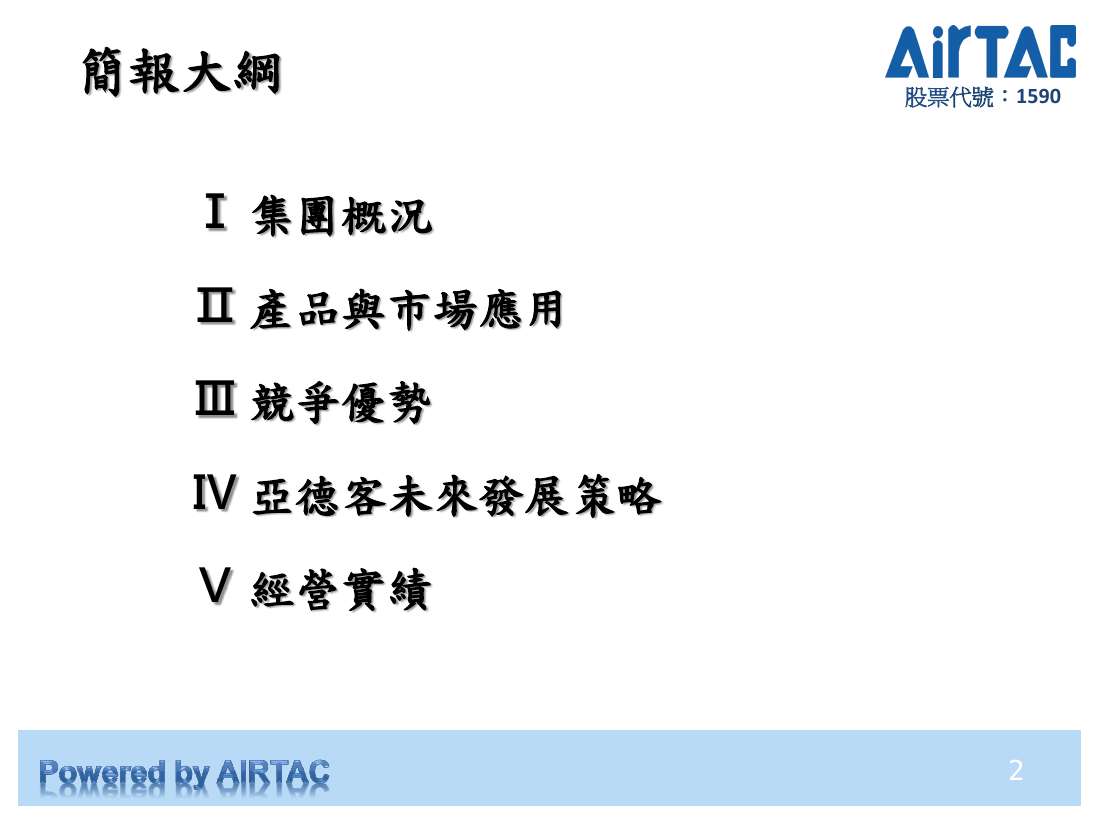 簡報大綱
AirTAC
股票代號：1590
Ⅰ 集團概況
Ⅱ 產品與市場應用
Ⅲ 競爭優勢
Ⅳ 亞德客未來發展策略
Ⅴ 經營實績
Powered by AIRTAC
2